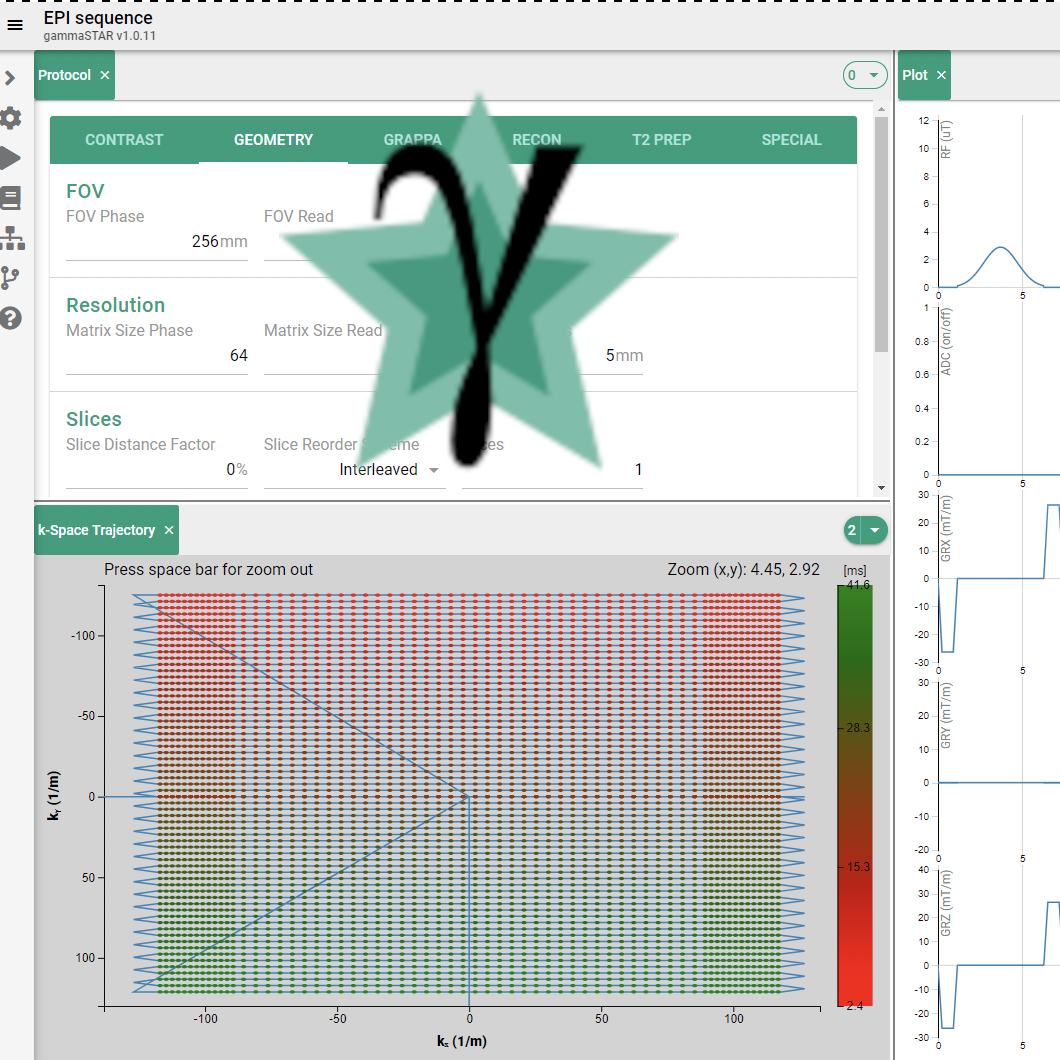 EPI sequence
gammaSTAR v1.0.11
Protocol ×
0
Plot ×
CONTRAST GEOMETRY GRAPPA RECON T2 PREP SPECIAL
FOV
FOV Phase FOV Read
256mm
Resolution
Matrix Size Phase Matrix Size Read
64 5mm
Slices
Slice Distance Factor Slice Reorder
0% Interleaved 1
γ
k-Space Trajectory ×
2
Press space bar for zoom out Zoom (x,y): 4.45, 2.92 [ms]
41.6
28.3
15.3
2.4
-100
-50
0
50
100
-100 -50 0 50 100
kₓ (1/m)
kᵧ (1/m)
12
10
8
6
4
2
0
RF (uT)
0 5
1
0.8
0.6
0.4
0.2
0
ADC (on/off)
0 5
30
20
10
0
-10
-20
-30
GRX (mT/m)
0 5
30
20
10
0
-10
-20
GRY (mT/m)
0 5
40
30
20
10
0
-10
-20
-30
GRZ (mT/m)
0 5